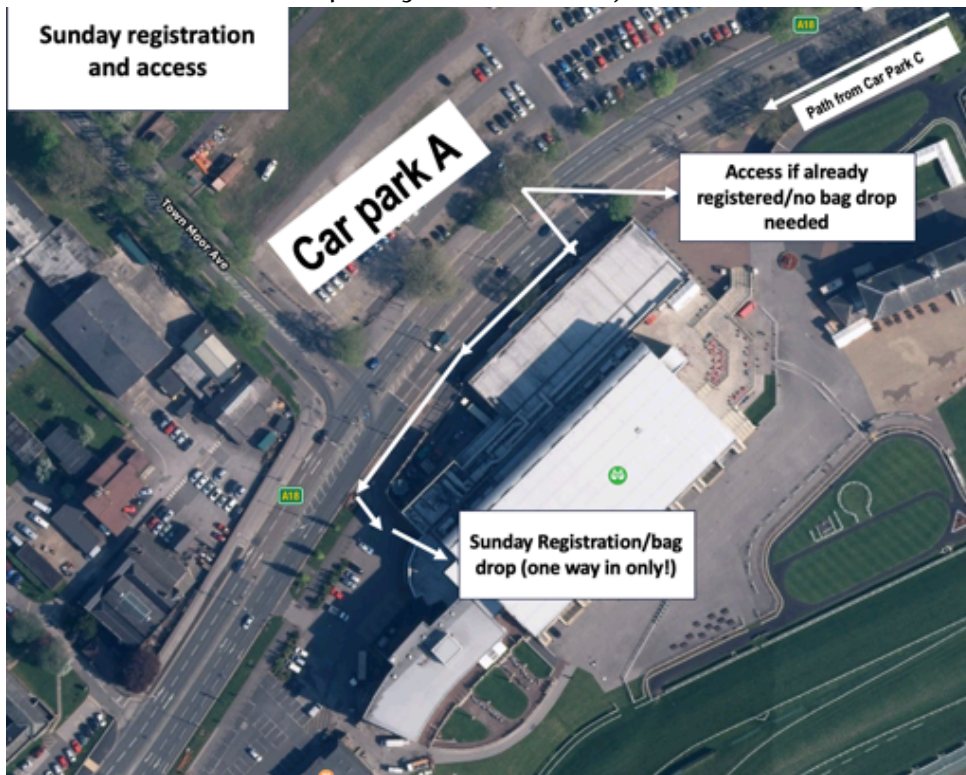 Sunday registration
and access
A18
Path from Car Park C
Car park A
Access if already
registered/no bag drop
needed
Town Moor Ave
A18
Sunday Registration/bag
drop (one way in only!)